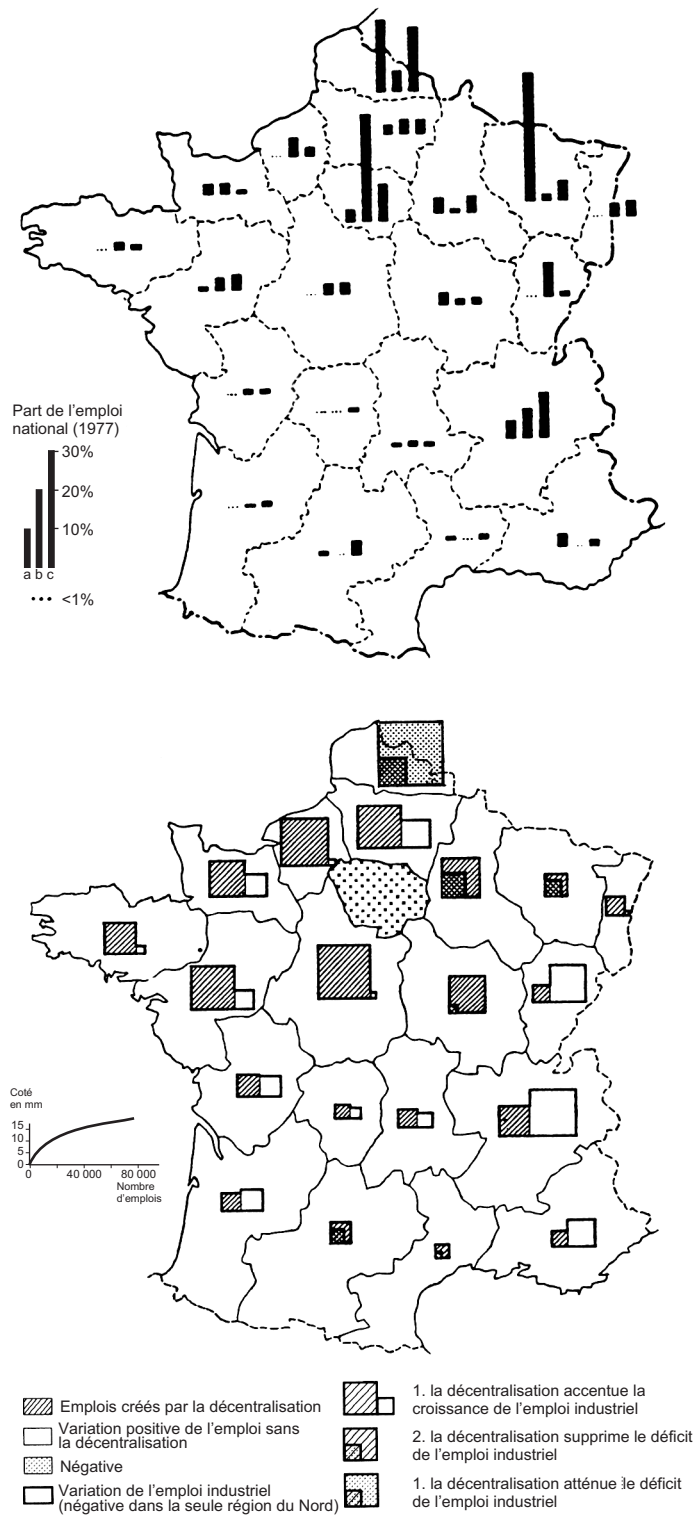 Part de l'emploi
national (1977)
30%
20%
10%
a b c
... <1%
Coté
en mm
15
10
5
0
0 40 000 80 000
Nombre
d'emplois
Emplois créés par la décentralisation
Variation positive de l'emploi sans
la décentralisation
Négative
Variation de l'emploi industriel
(négative dans la seule région du Nord)
1. la décentralisation accentue la
croissance de l'emploi industriel
2. la décentralisation supprime le déficit
de l'emploi industriel
1. la décentralisation atténue le déficit
de l'emploi industriel